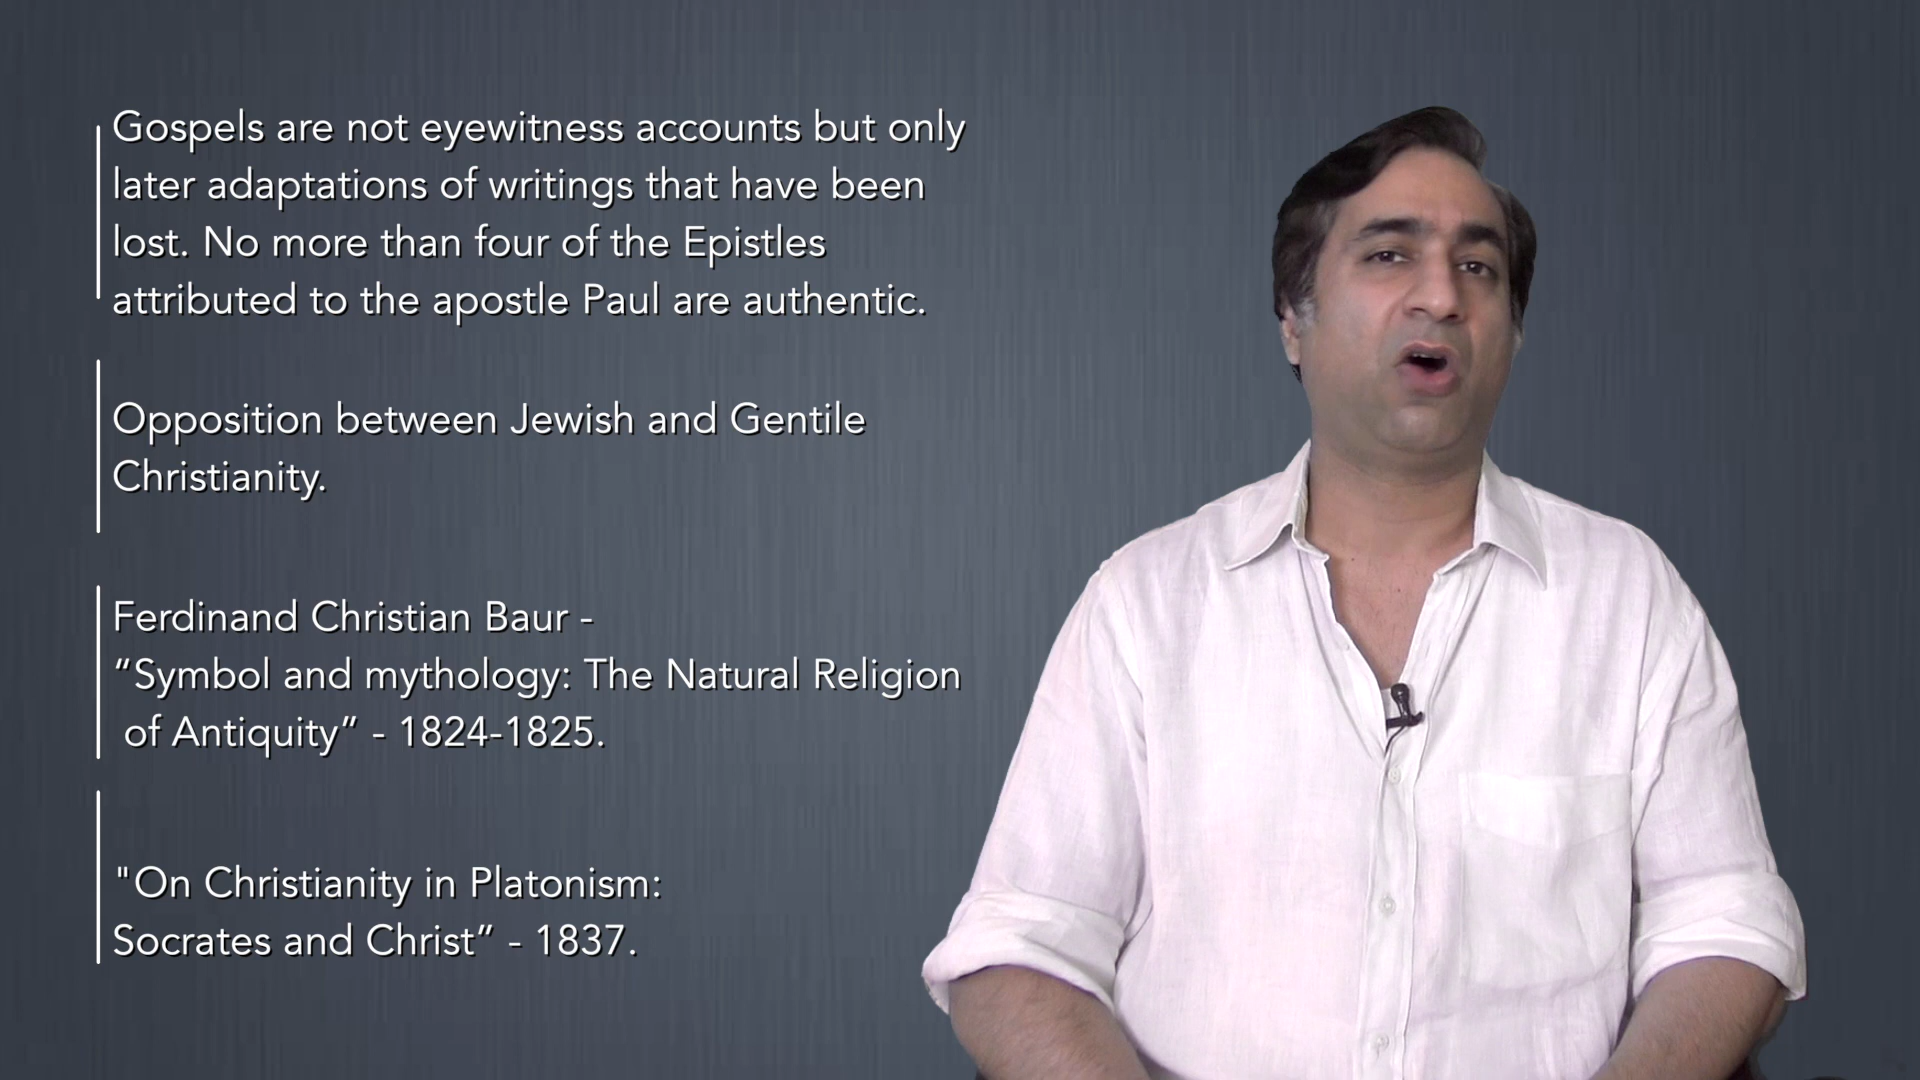 Gospels are not eyewitness accounts but only
later adaptations of writings that have been
lost. No more than four of the Epistles
attributed to the apostle Paul are authentic.
Opposition between Jewish and Gentile
Christianity.
Ferdinand Christian Baur -
“Symbol and mythology: The Natural Religion
of Antiquity” - 1824-1825.
"On Christianity in Platonism:
Socrates and Christ” - 1837.